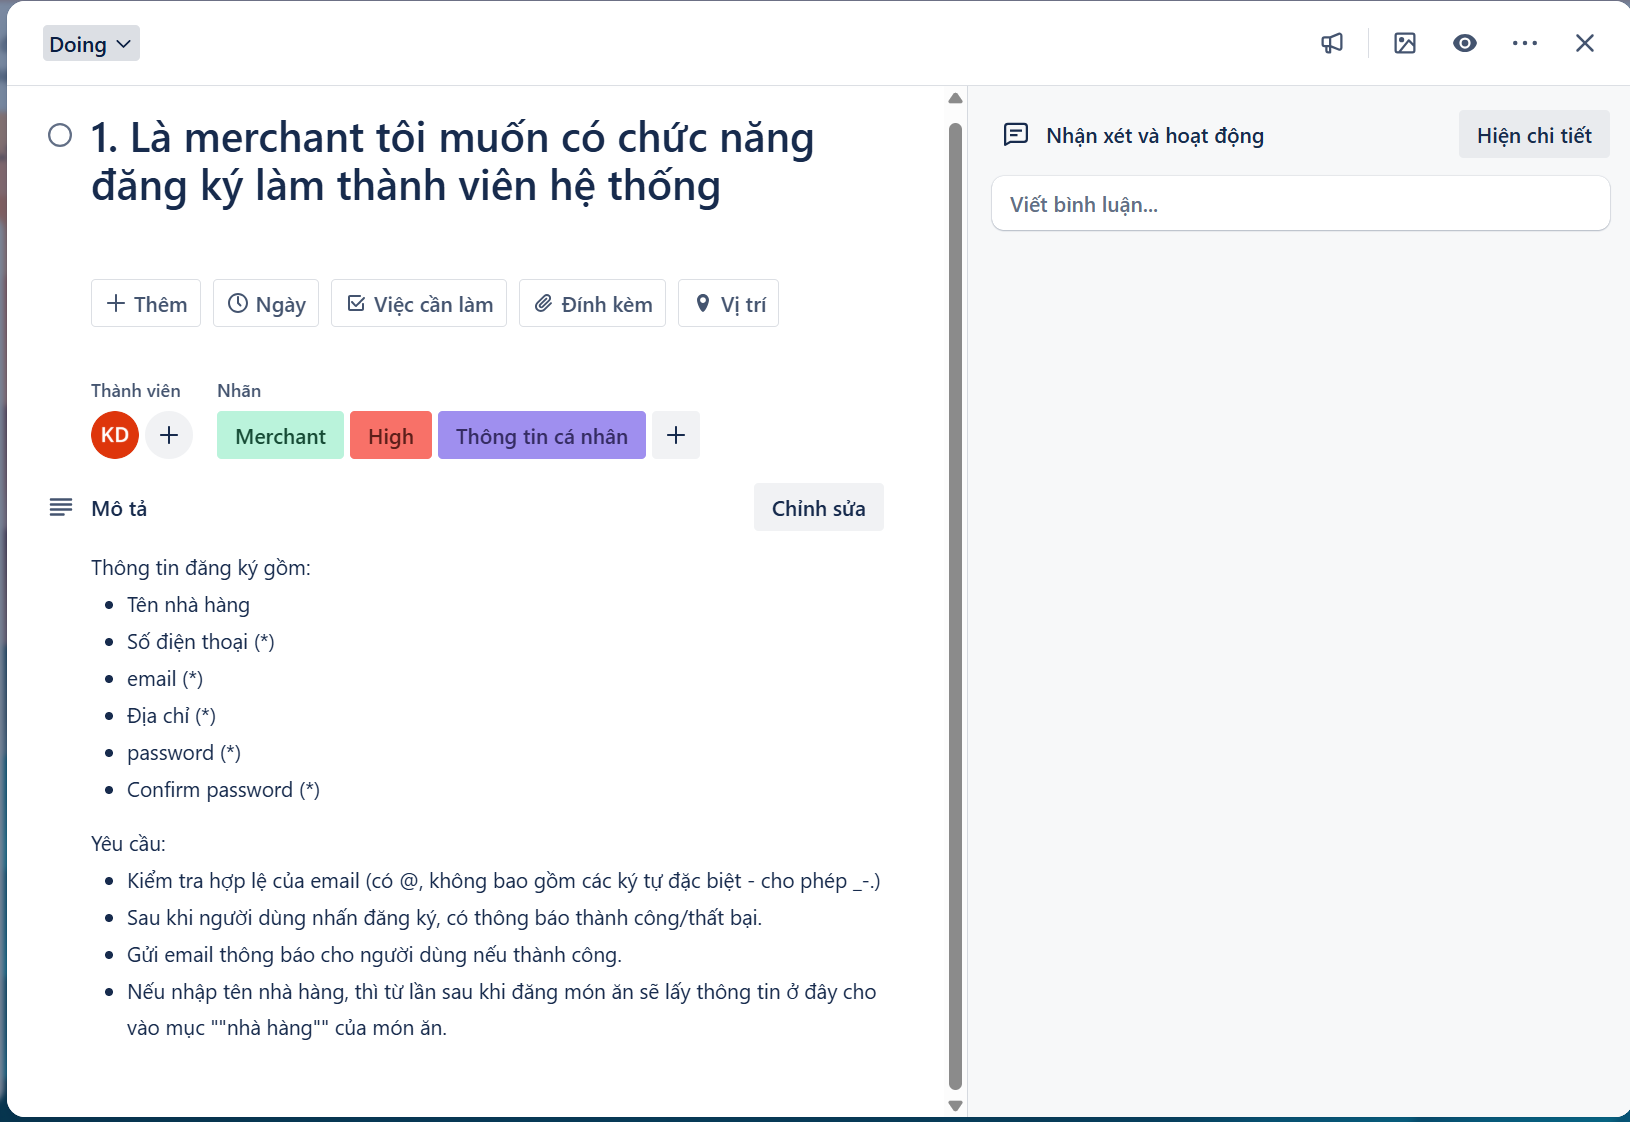 Doing
1. Là merchant tôi muốn có chức năng
đăng ký làm thành viên hệ thống
Thêm
Ngày
Việc cần làm
Đính kèm
Vị trí
Thành viên
Nhãn
KD
Merchant
High
Thông tin cá nhân
Mô tả
Chỉnh sửa
Thông tin đăng ký gồm:
Tên nhà hàng
Số điện thoại (*)
email (*)
Địa chỉ (*)
password (*)
Confirm password (*)
Yêu cầu:
Kiểm tra hợp lệ của email (có @, không bao gồm các ký tự đặc biệt - cho phép _-.)
Sau khi người dùng nhấn đăng ký, có thông báo thành công/thất bại.
Gửi email thông báo cho người dùng nếu thành công.
Nếu nhập tên nhà hàng, thì từ lần sau khi đăng món ăn sẽ lấy thông tin ở đây cho
vào mục ""nhà hàng"" của món ăn.
Nhận xét và hoạt động
Hiện chi tiết
Viết bình luận...